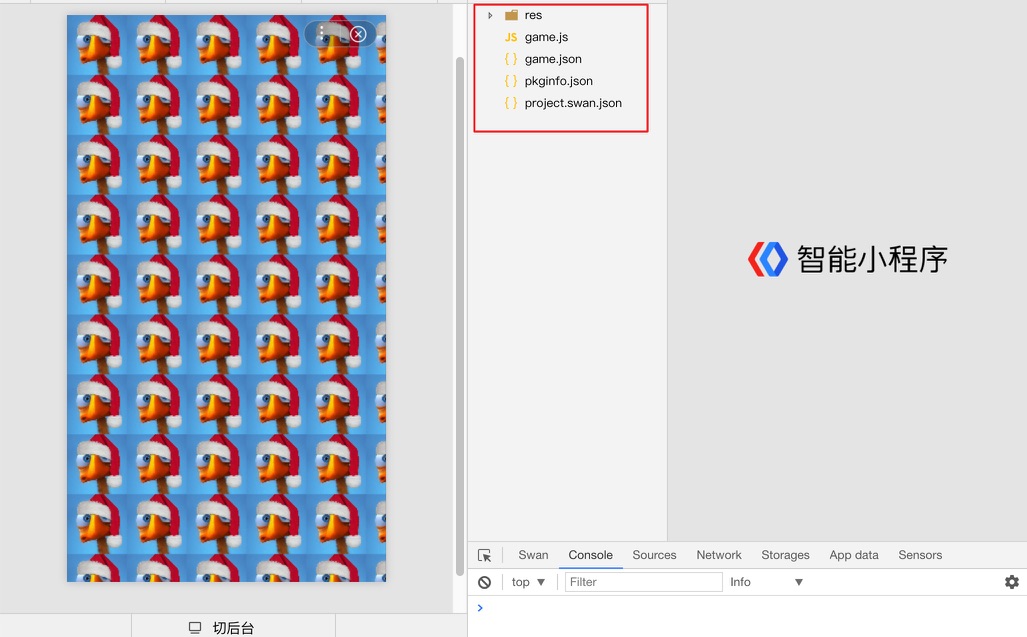 res
JS game.js
{ } game.json
{ } pkginfo.json
{ } project.swan.json
智能小程序
Swan Console Sources Network Storages App data Sensors
top Filter Info
切后台